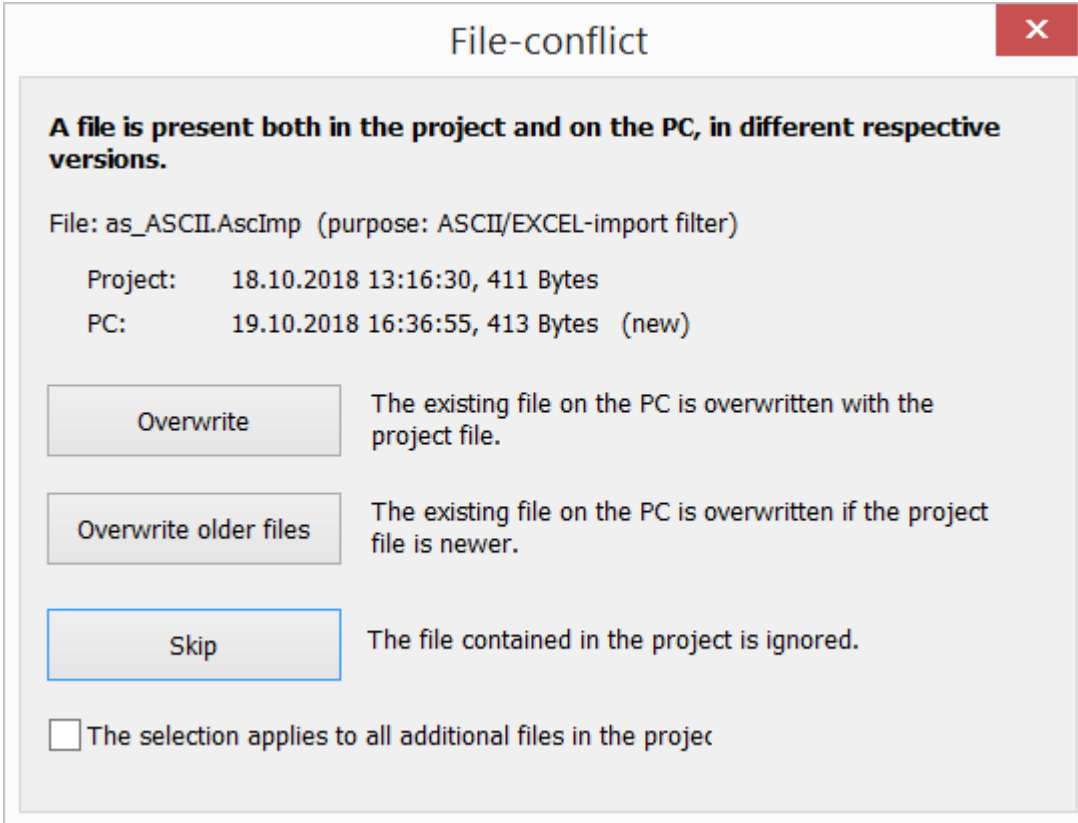 File-conflict
A file is present both in the project and on the PC, in different respective
versions.
File: as_ASCII.AscImp (purpose: ASCII/EXCEL-import filter)
Project: 18.10.2018 13:16:30, 411 Bytes
PC: 19.10.2018 16:36:55, 413 Bytes (new)
Overwrite
The existing file on the PC is overwritten with the
project file.
Overwrite older files
The existing file on the PC is overwritten if the project
file is newer.
Skip
The file contained in the project is ignored.
The selection applies to all additional files in the projec